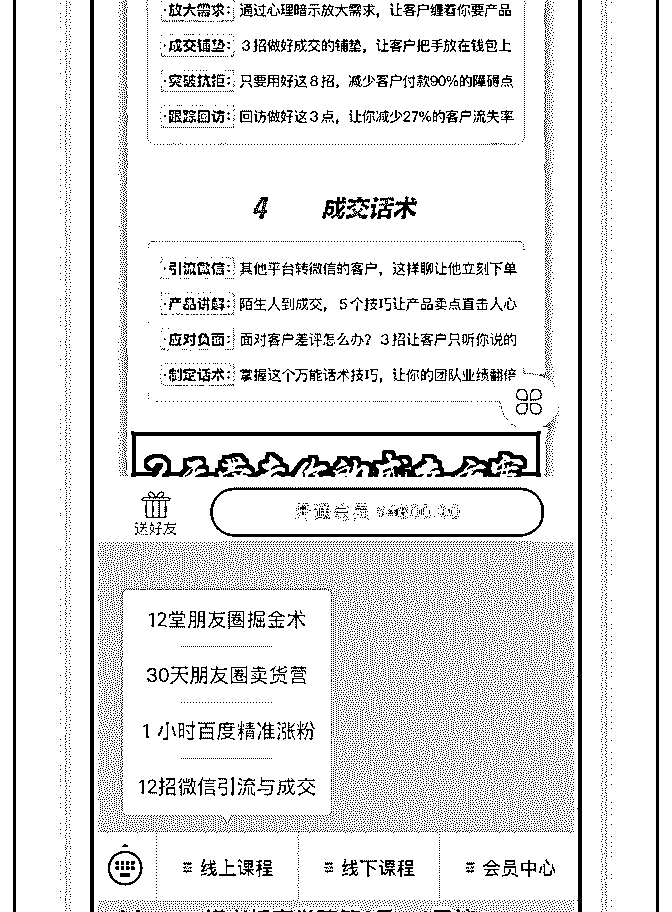 ·放大需求：通过心理暗示放大需求，让客户缠着你要产品
·成交铺垫：3招做好成交的铺垫，让客户把手放在钱包上
·突破抗拒：只要用好这8招，减少客户付款90%的障碍点
·跟踪回访：回访做好这3点，让你减少27%的客户流失率
4 成交话术
·引流微信：其他平台转微信的客户，这样聊让他立刻下单
·产品讲解：陌生人到成交，5个技巧让产品卖点直击人心
·应对负面：面对客户差评怎么办？3招让客户只听你说的
·制定话术：掌握这个万能话术技巧，让你的团队业绩翻倍
送好友
开通会员
12堂朋友圈掘金术
30天朋友圈卖货营
1小时百度精准涨粉
12招微信引流与成交
线上课程
线下课程
会员中心